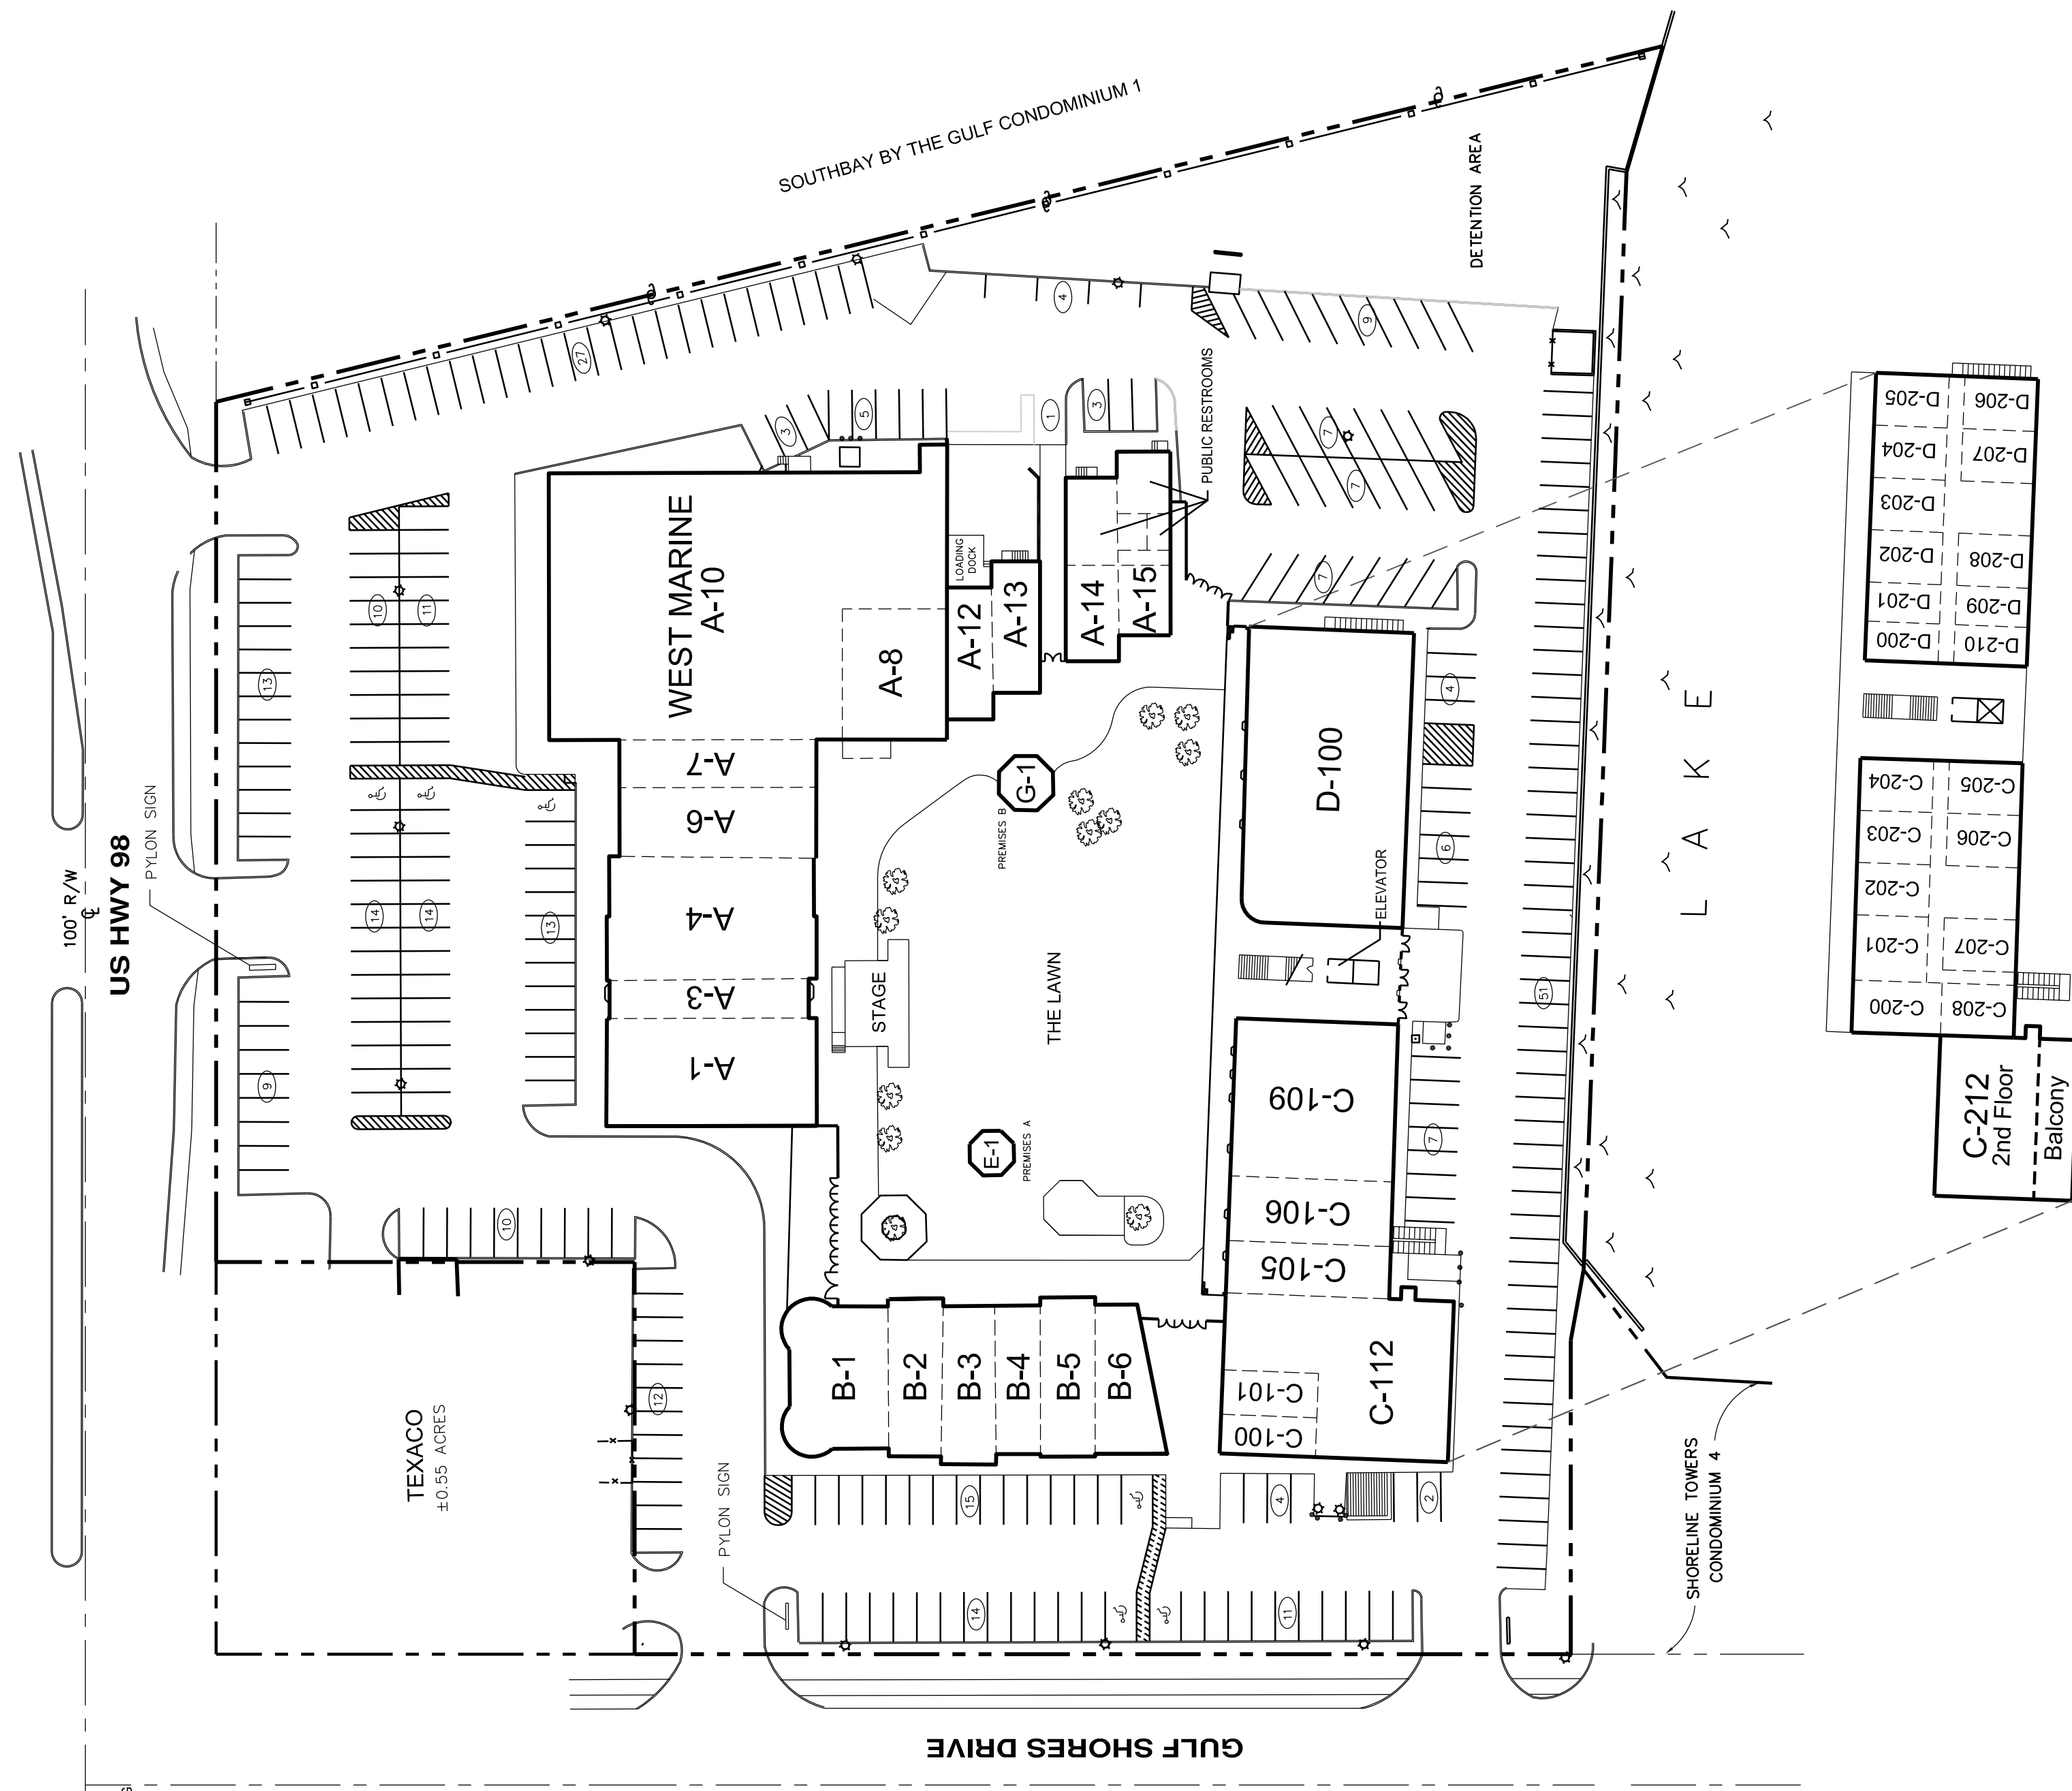 SOUTHBAY BY THE GULF CONDOMINIUM 1
DETENTION AREA
100' R/W
US HWY 98
PYLON SIGN
27
4
9
3
5
1
3
PUBLIC RESTROOMS
7
7
7
13
10
11
14
14
13
9
10
12
WEST MARINE
A-10
A-8
LOADING
DOCK
A-12
A-13
A-14
A-15
A-7
A-6
A-4
A-3
A-1
STAGE
THE LAWN
G-1
PREMISES B
E-1
PREMISES A
D-100
ELEVATOR
4
6
7
51
LAKE
C-109
C-106
C-105
C-112
C-101
C-100
B-1
B-2
B-3
B-4
B-5
B-6
TEXACO
±0.55 ACRES
PYLON SIGN
15
4
2
14
11
SHORELINE TOWERS
CONDOMINIUM 4
GULF SHORES DRIVE
D-205
D-206
D-204
D-207
D-203
D-202
D-208
D-201
D-209
D-200
D-210
C-204
C-205
C-203
C-206
C-202
C-201
C-207
C-200
C-208
C-212
2nd Floor
Balcony